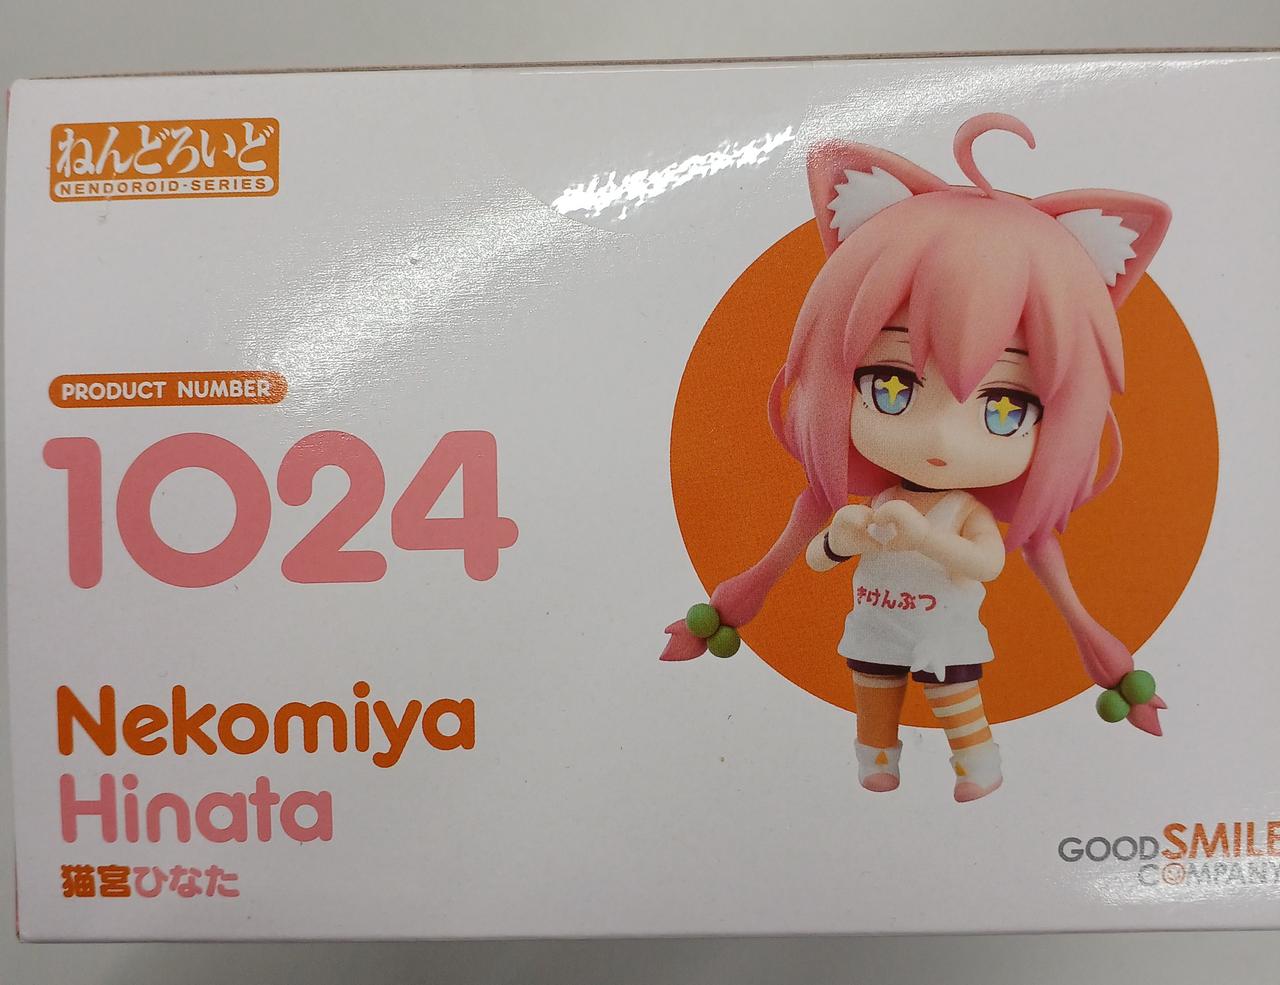 ねんどろいど
NENDOROID·SERIES
PRODUCT NUMBER
1024
きけんぶつ
Nekomiya
Hinata
猫宮ひなた
GOOD SMILE
COMPANY